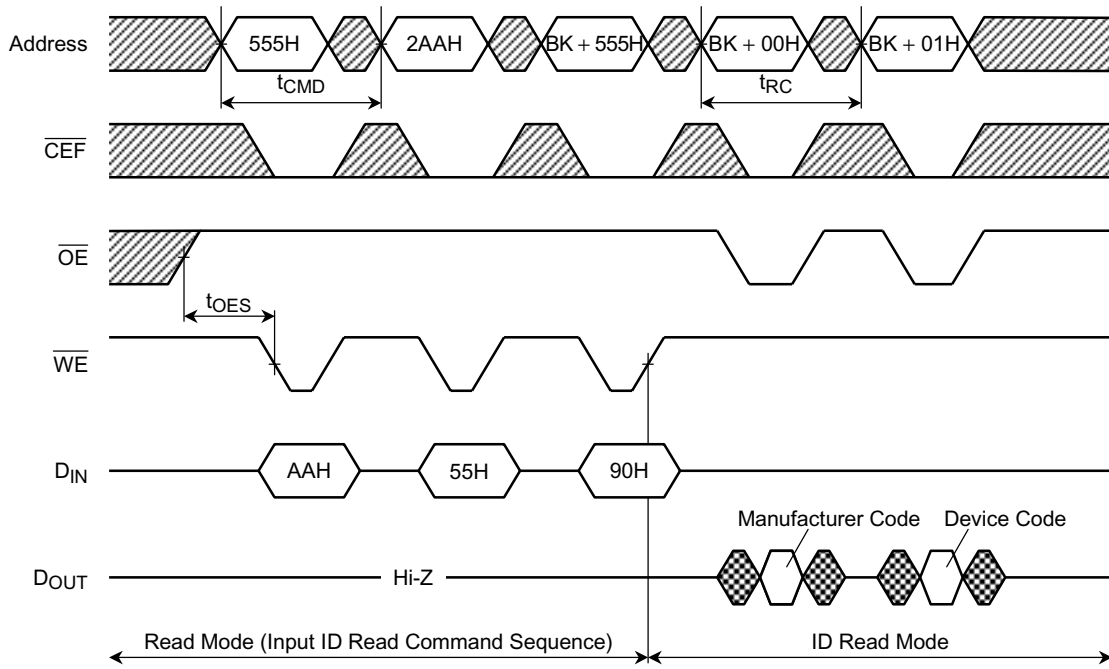 Address 555H 2AAH BK + 555H BK + 00H BK + 01H
tCMD tRC
CEF
OE
tOES
WE
DIN AAH 55H 90H
Manufacturer Code Device Code
DOUT Hi-Z
Read Mode (Input ID Read Command Sequence) ID Read Mode